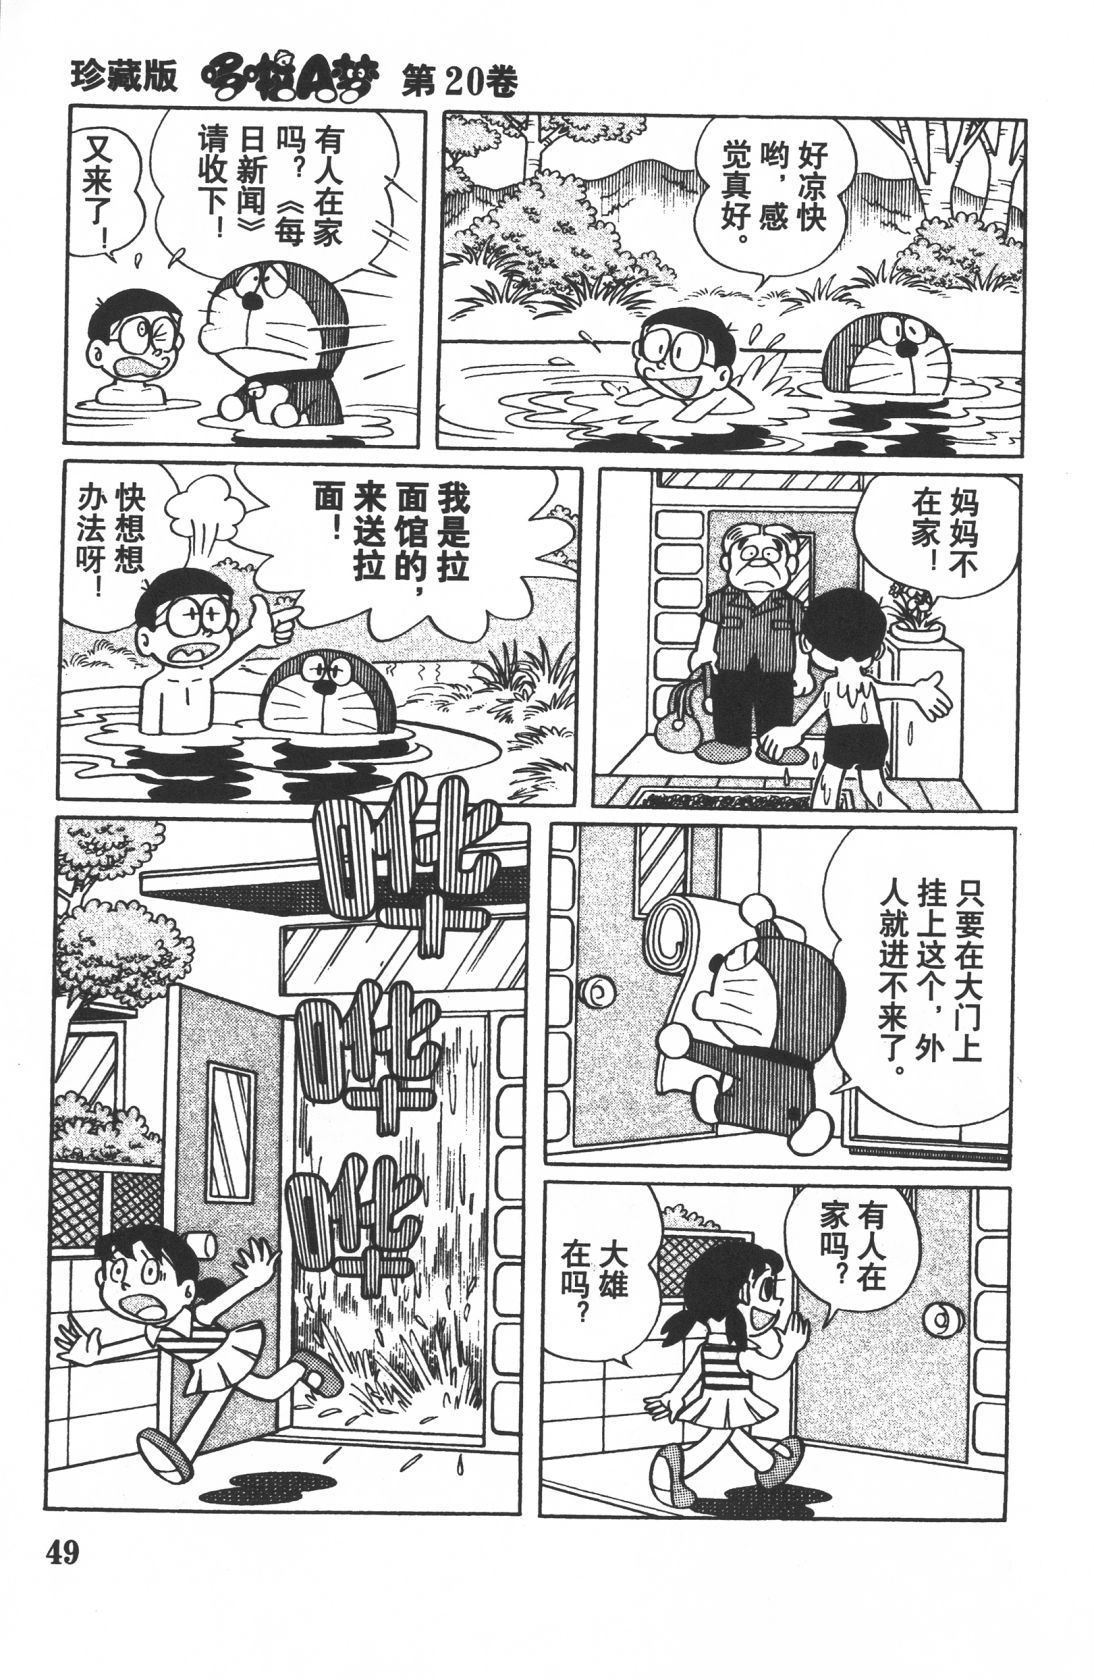 珍藏版 哆啦A梦 第20卷
好凉快
哟，感
觉真好。
有人在家
吗？《每
日新闻》
请收下！
又来了！
妈妈不
在家！
我是拉
面馆的，
来送拉
面！
快想想
办法呀！
只要在大门上
挂上这个，外
人就进不来了。
有人在
家吗？
大雄
在吗？
哗
哗
哗
49